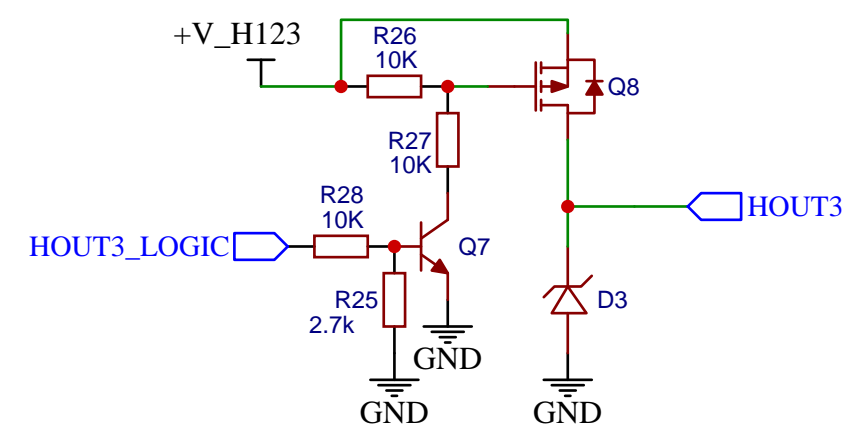 +V_H123
R26
10K
Q8
R27
10K
R28
10K
HOUT3
HOUT3_LOGIC
Q7
R25
2.7k
D3
GND
GND
GND